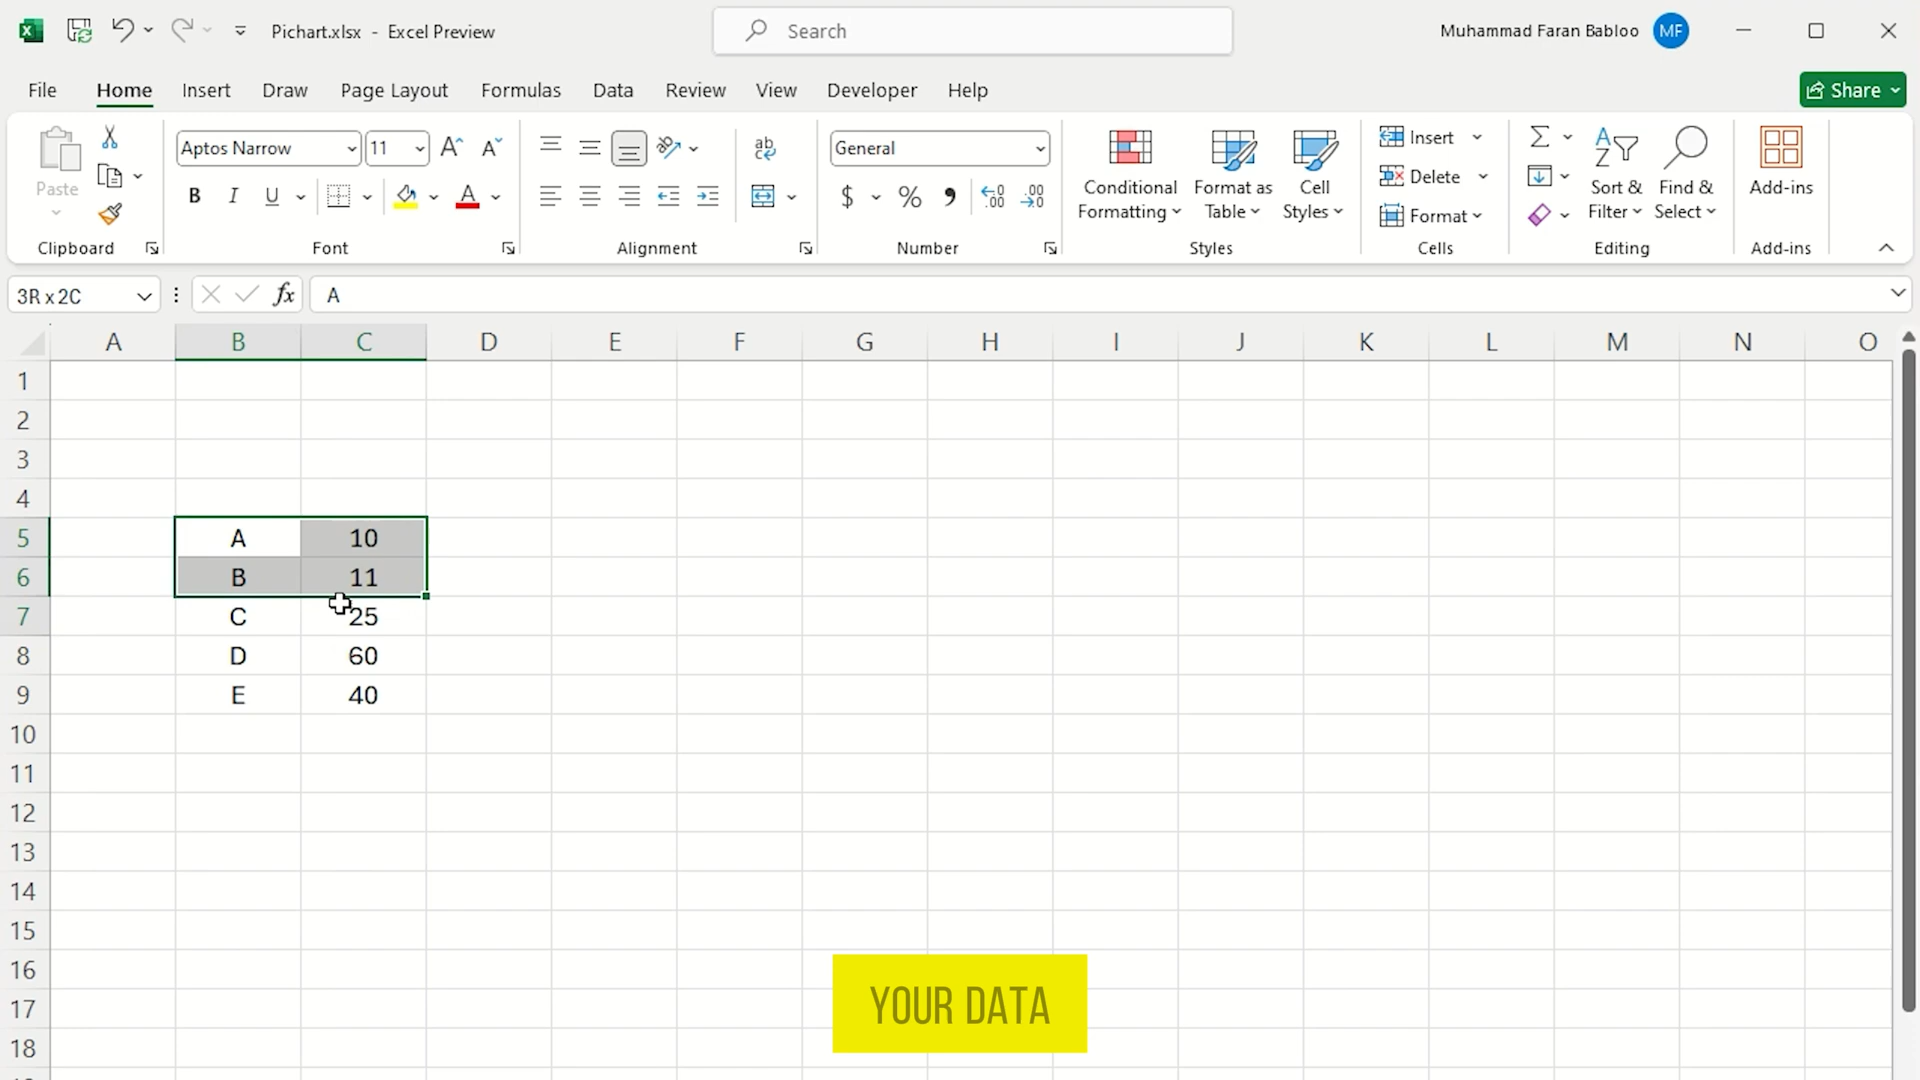 Pichart.xlsx - Excel Preview
Search
Muhammad Faran Babloo MF
File Home Insert Draw Page Layout Formulas Data Review View Developer Help
Share
Paste
Clipboard
Aptos Narrow 11
B I U A
Font
ab
Alignment
General
$ %
Number
Conditional Formatting
Format as Table
Cell Styles
Styles
Insert
Delete
Format
Cells
Sort & Filter
Find & Select
Editing
Add-ins
Add-ins
3R x 2C fx A
A B C D E F G H I J K L M N O
1
2
3
4
5 A 10
6 B 11
7 C 25
8 D 60
9 E 40
10
11
12
13
14
15
16
17
18
YOUR DATA